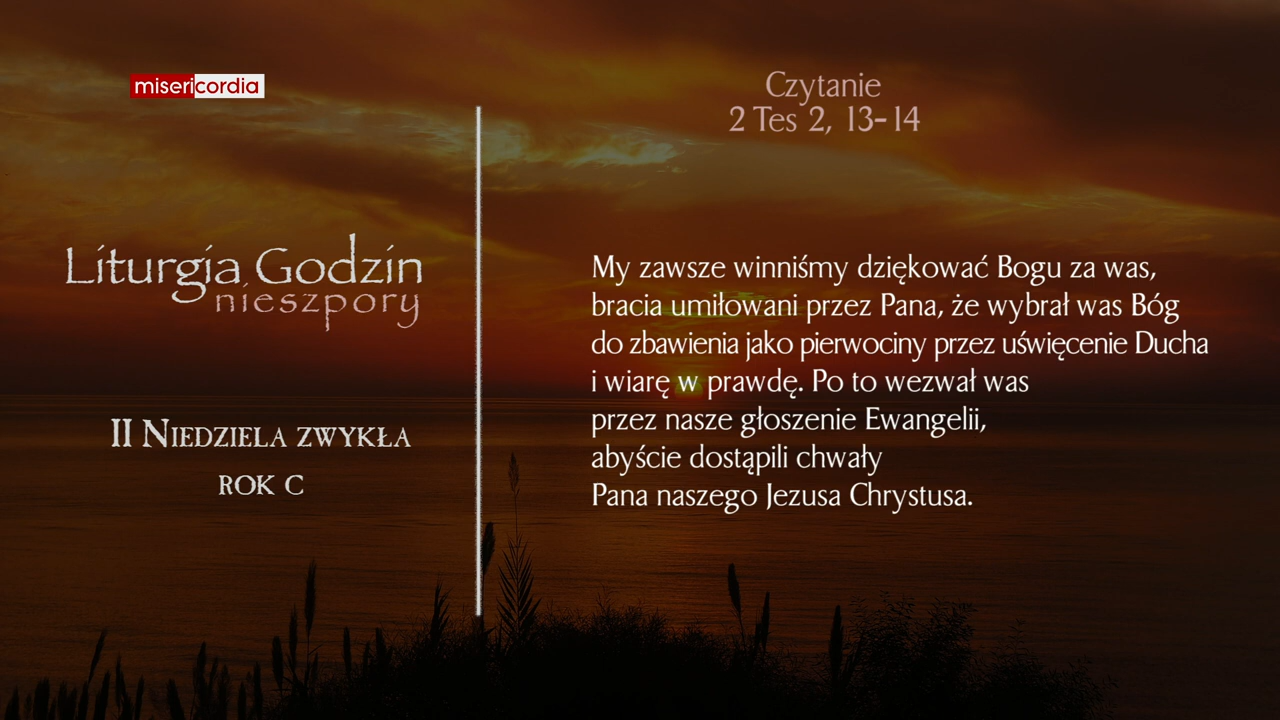 misericordia
Liturgia Godzin
nieszpory
II Niedziela zwykła
rok C
Czytanie
2 Tes 2, 13-14
My zawsze winniśmy dziękować Bogu za was,
bracia umiłowani przez Pana, że wybrał was Bóg
do zbawienia jako pierwociny przez uświęcenie Ducha
i wiarę w prawdę. Po to wezwał was
przez nasze głoszenie Ewangelii,
abyście dostąpili chwały
Pana naszego Jezusa Chrystusa.